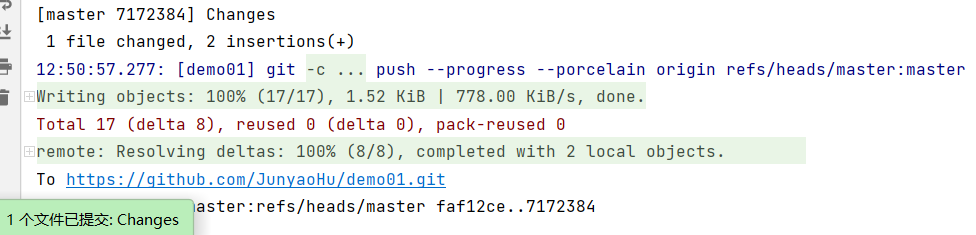 [master 7172384] Changes
1 file changed, 2 insertions(+)
12:50:57.277: [demo01] git -c ... push --progress --porcelain origin refs/heads/master:master
Writing objects: 100% (17/17), 1.52 KiB | 778.00 KiB/s, done.
Total 17 (delta 8), reused 0 (delta 0), pack-reused 0
remote: Resolving deltas: 100% (8/8), completed with 2 local objects.
To https://github.com/JunyaoHu/demo01.git
master:refs/heads/master faf12ce..7172384
1 个文件已提交: Changes